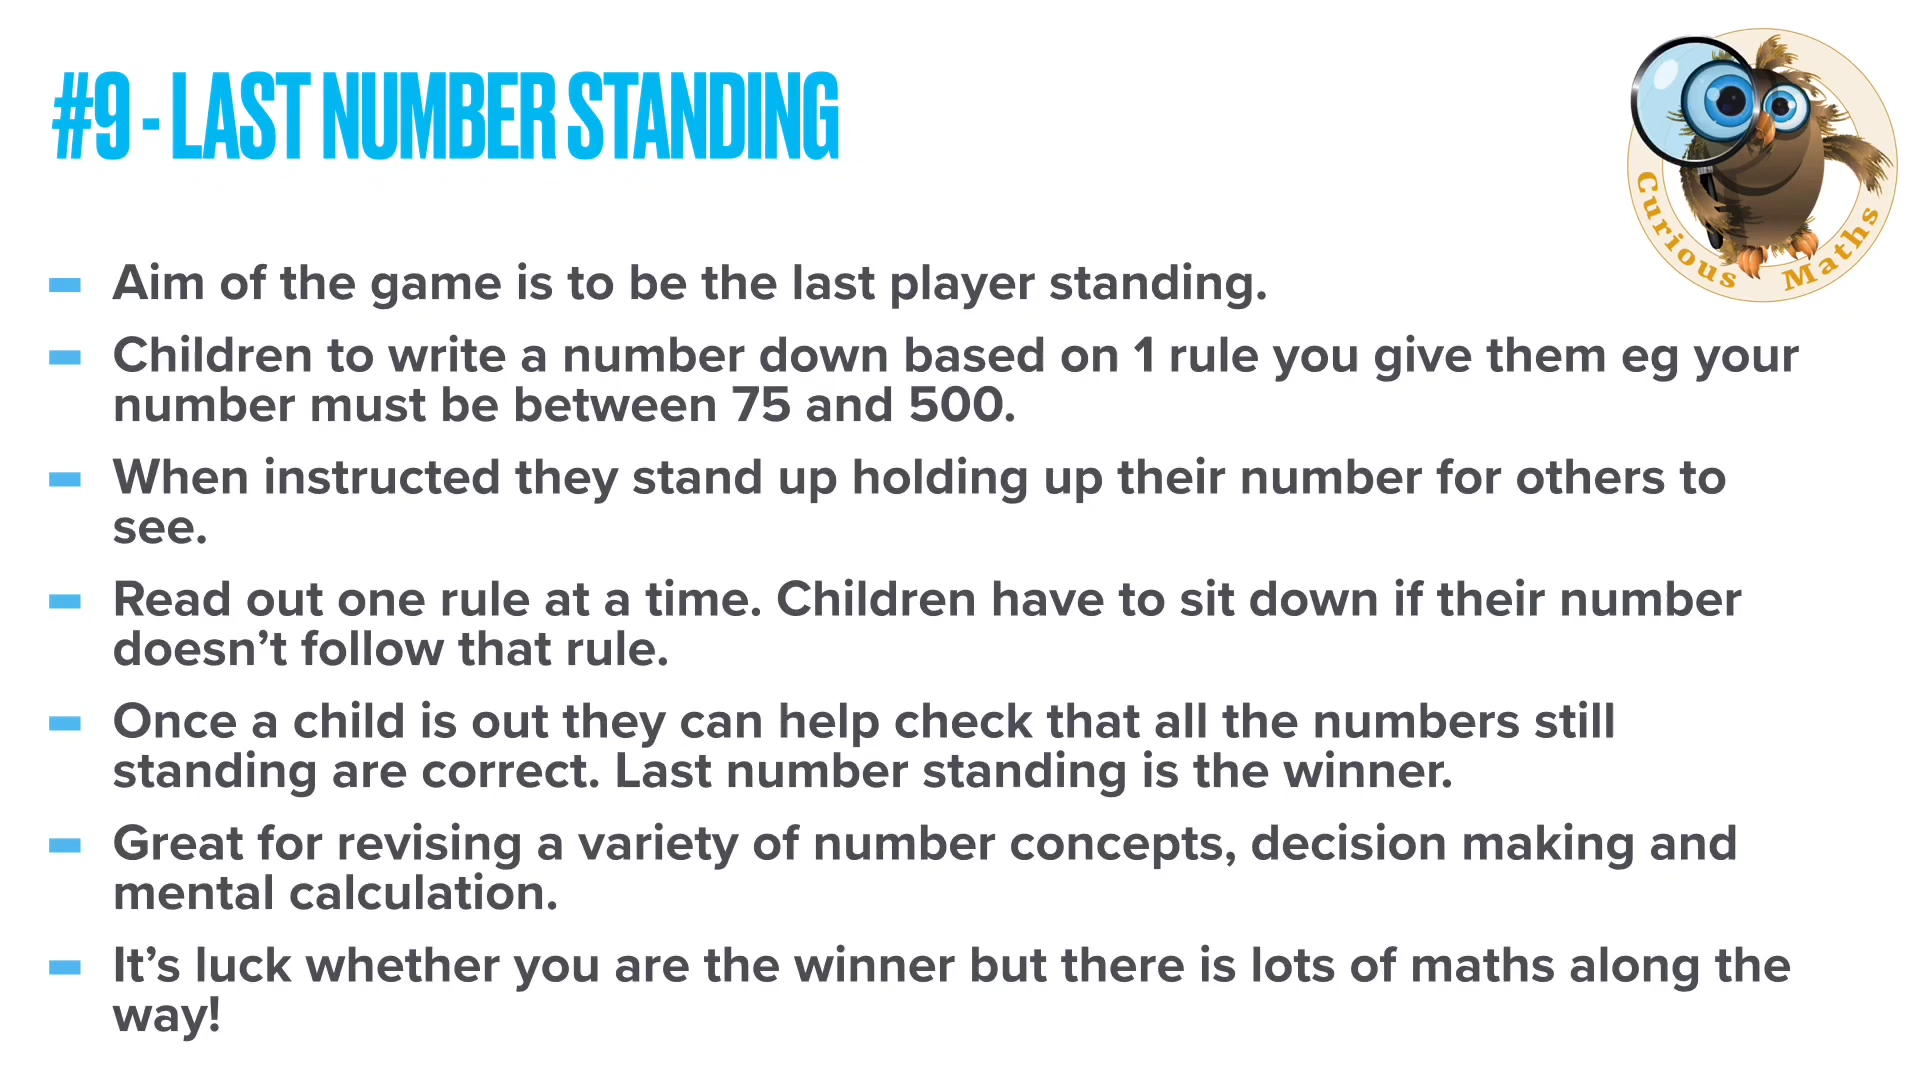 #9 - LAST NUMBER STANDING
Curious Maths
Aim of the game is to be the last player standing.
Children to write a number down based on 1 rule you give them eg your
number must be between 75 and 500.
When instructed they stand up holding up their number for others to
see.
Read out one rule at a time. Children have to sit down if their number
doesn’t follow that rule.
Once a child is out they can help check that all the numbers still
standing are correct. Last number standing is the winner.
Great for revising a variety of number concepts, decision making and
mental calculation.
It’s luck whether you are the winner but there is lots of maths along the
way!